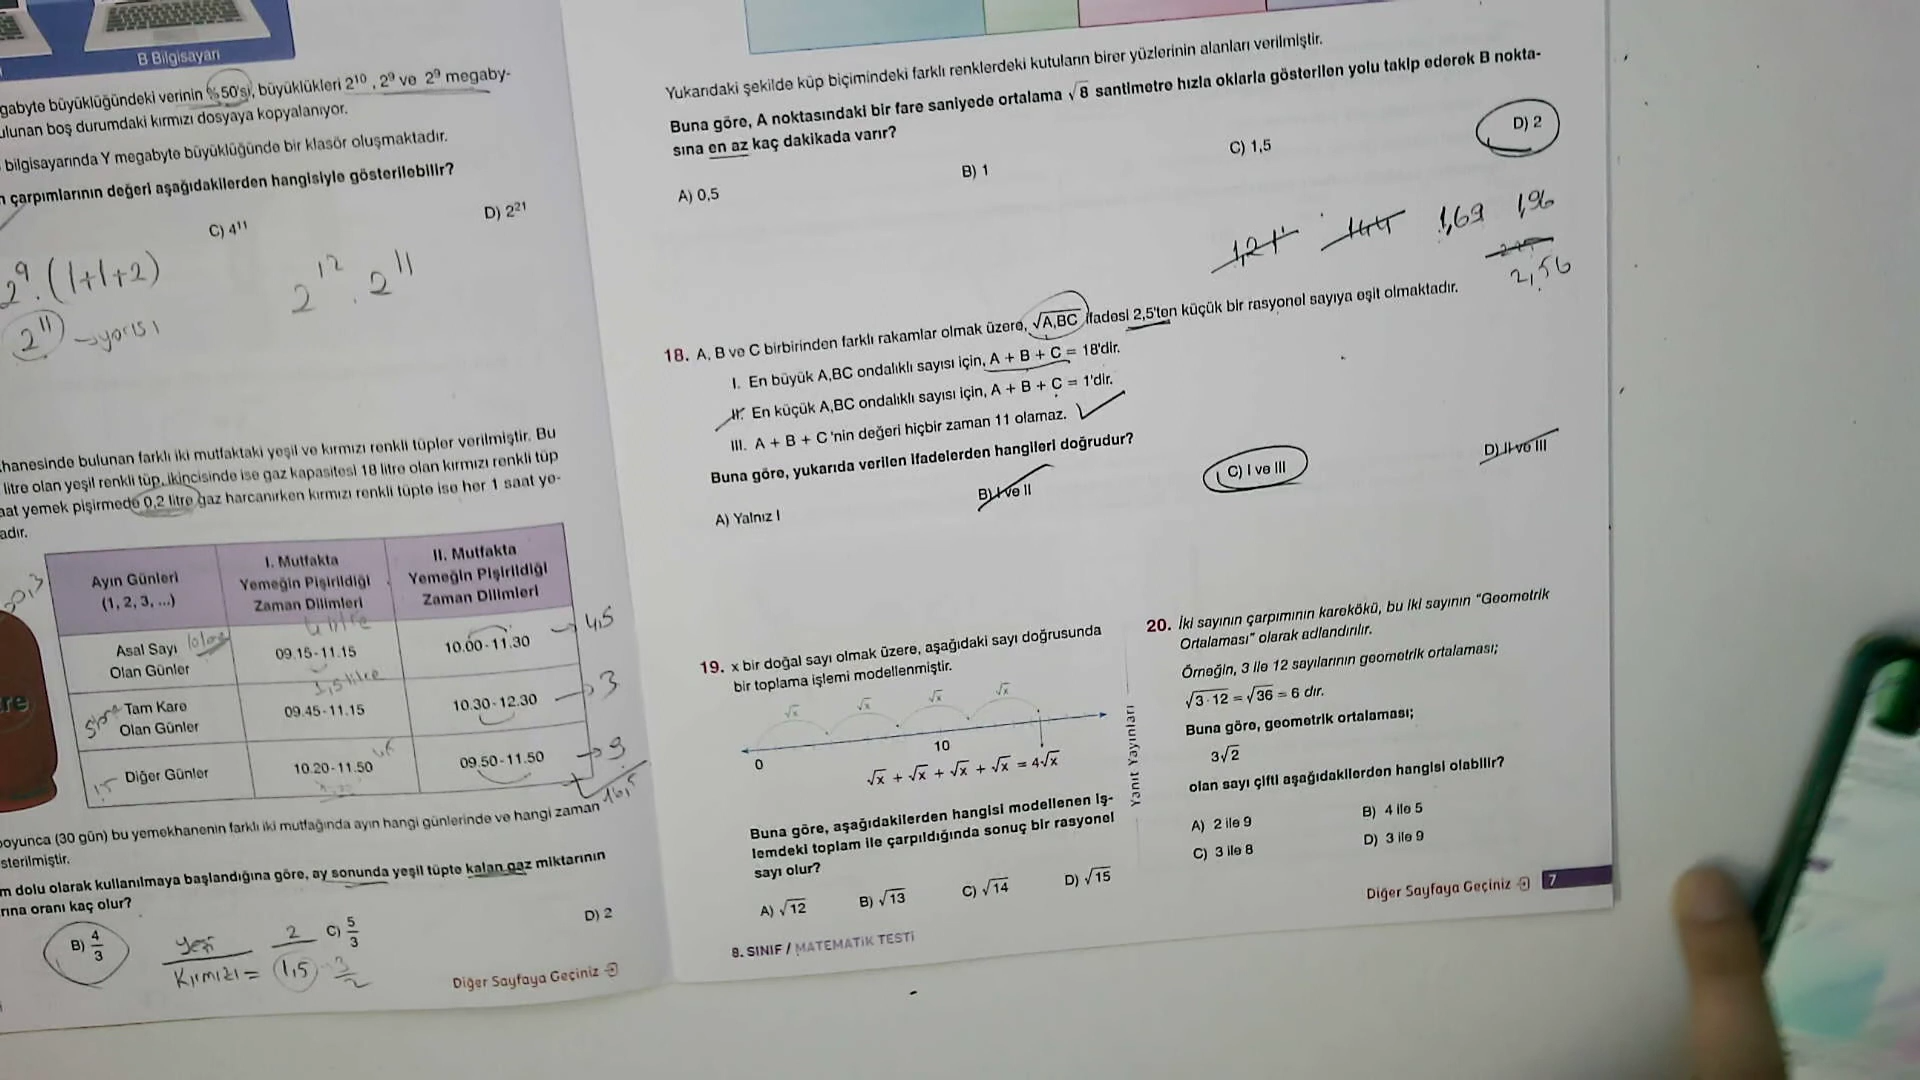 B Bilgisayarı
gabyte büyüklüğündeki verinin %50'si, büyüklükleri 2¹⁰, 2⁹ ve 2⁹ megaby-
ulunan boş durumdaki kırmızı dosyaya kopyalanıyor.
bilgisayarında Y megabyte büyüklüğünde bir klasör oluşmaktadır.
n çarpımlarının değeri aşağıdakilerden hangisiyle gösterilebilir?
C) 4¹¹
D) 2²¹
2⁹.(1+1+2)
2¹² . 2¹¹
2¹¹ → yarısı
hanesinde bulunan farklı iki mutfaktaki yeşil ve kırmızı renkli tüpler verilmiştir. Bu
litre olan yeşil renkli tüp, ikincisinde ise gaz kapasitesi 18 litre olan kırmızı renkli tüp
aat yemek pişirmede 0,2 litre gaz harcanırken kırmızı renkli tüpte ise her 1 saat ye-
adır.
Ayın Günleri (1, 2, 3, ...)
I. Mutfakta Yemeğin Pişirildiği Zaman Dilimleri
II. Mutfakta Yemeğin Pişirildiği Zaman Dilimleri
Asal Sayı Olan Günler
09.15-11.15
10.00-11.30
4,5
Tam Kare Olan Günler
09.45-11.15
10.30-12.30
3
Diğer Günler
10.20-11.50
09.50-11.50
9
16,5
boyunca (30 gün) bu yemekhanenin farklı iki mutfağında ayın hangi günlerinde ve hangi zaman
sterilmiştir.
m dolu olarak kullanılmaya başlandığına göre, ay sonunda yeşil tüpte kalan gaz miktarının
rına oranı kaç olur?
B) 4/3
C) 5/3
D) 2
Kırmızı = 1,5
3/2
Diğer Sayfaya Geçiniz
Yukarıdaki şekilde küp biçimindeki farklı renklerdeki kutuların birer yüzlerinin alanları verilmiştir.
Buna göre, A noktasındaki bir fare saniyede ortalama √8 santimetre hızla oklarla gösterilen yolu takip ederek B nokta-
sına en az kaç dakikada varır?
A) 0,5
B) 1
C) 1,5
D) 2
1,21 1,44 1,69 1,96
2,56
18. A, B ve C birbirinden farklı rakamlar olmak üzere, √A,BC ifadesi 2,5'ten küçük bir rasyonel sayıya eşit olmaktadır.
I. En büyük A,BC ondalıklı sayısı için, A + B + C = 18'dir.
II. En küçük A,BC ondalıklı sayısı için, A + B + C = 1'dir.
III. A + B + C'nin değeri hiçbir zaman 11 olamaz.
Buna göre, yukarıda verilen ifadelerden hangileri doğrudur?
A) Yalnız I
B) I ve II
C) I ve III
D) II ve III
19. x bir doğal sayı olmak üzere, aşağıdaki sayı doğrusunda
bir toplama işlemi modellenmiştir.
√x √x √x √x
0 10
√x + √x + √x + √x = 4√x
Buna göre, aşağıdakilerden hangisi modellenen iş-
lemdeki toplam ile çarpıldığında sonuç bir rasyonel
sayı olur?
A) √12
B) √13
C) √14
D) √15
8. SINIF / MATEMATİK TESTİ
Yanıt Yayınları
20. İki sayının çarpımının karekökü, bu iki sayının "Geometrik
Ortalaması" olarak adlandırılır.
Örneğin, 3 ile 12 sayılarının geometrik ortalaması;
√3·12 = √36 = 6 dır.
Buna göre, geometrik ortalaması;
3√2
olan sayı çifti aşağıdakilerden hangisi olabilir?
A) 2 ile 9
B) 4 ile 5
C) 3 ile 8
D) 3 ile 9
Diğer Sayfaya Geçiniz
7